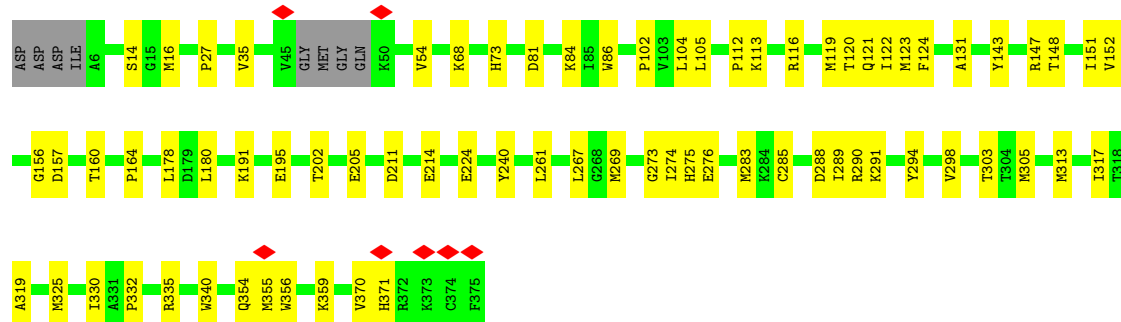 ASP ASP ASP ILE A6 S14 G15 M16 P27 V35 V45 GLY MET GLY GLN K50 V54 K68 H73 D81 K84 I85 W86 P102 V103 L104 L105 P112 K113 R116 M119 T120 Q121 I122 M123 F124 A131 Y143 R147 T148 I151 V152
G156 D157 T160 P164 L178 D179 L180 K191 E195 T202 E205 D211 E214 E224 Y240 L261 L267 G268 M269 G273 I274 H275 E276 M283 K284 C285 D288 I289 R290 K291 Y294 V298 T303 T304 M305 M313 I317 T318
A319 M325 I330 A331 P332 R335 W340 Q354 M355 W356 K359 V370 H371 R372 K373 C374 F375